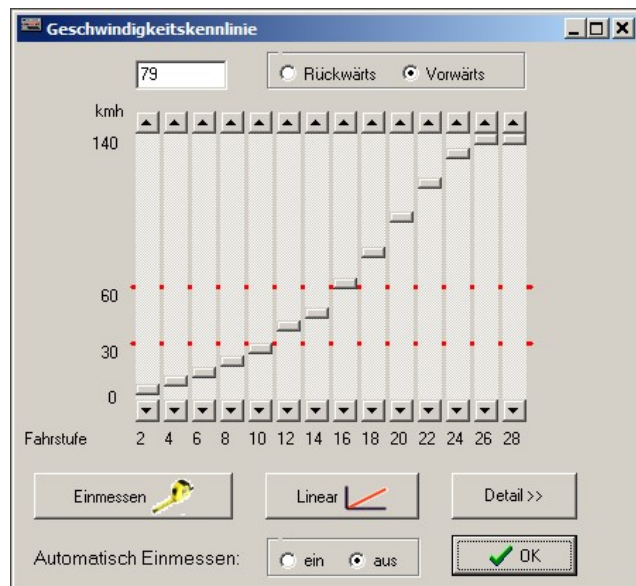 Geschwindigkeitskennlinie
79
Rückwärts Vorwärts
kmh
140
60
30
0
Fahrstufe 2 4 6 8 10 12 14 16 18 20 22 24 26 28
Einmessen Linear Detail >>
Automatisch Einmessen: ein aus OK